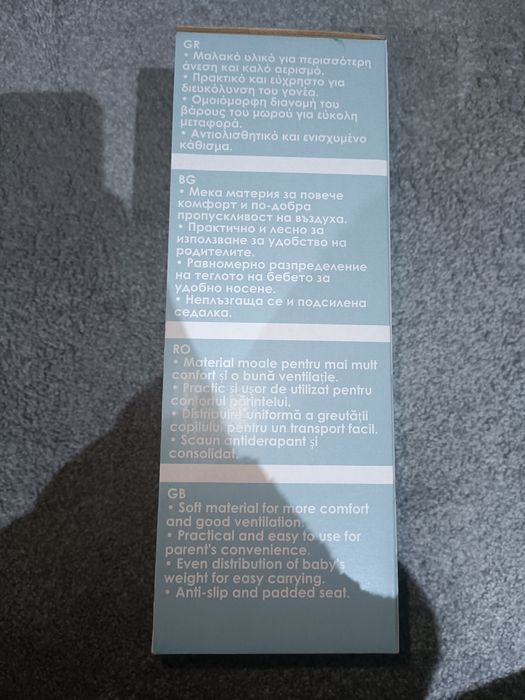 GR
• Μαλακό υλικό για περισσότερη
άνεση και καλό αερισμό.
• Πρακτικό και εύχρηστο για
διευκόλυνση του γονέα.
• Ομοιόμορφη διανομή του
βάρους του μωρού για εύκολη
μεταφορά.
• Αντιολισθητικό και ενισχυμένο
κάθισμα.
BG
• Мека материя за повече
комфорт и по-добра
пропускливост на въздуха.
• Практично и лесно за
използване за удобство на
родителите.
• Равномерно разпределение
на теглото на бебето за
удобно носене.
• Неплъзгаща се и подсилена
седалка.
RO
• Material moale pentru mai mult
confort și o bună ventilație.
• Practic și ușor de utilizat pentru
confortul părintelui.
• Distribuire uniformă a greutății
copilului pentru un transport facil.
• Scaun antiderapant și
consolidat.
GB
• Soft material for more comfort
and good ventilation.
• Practical and easy to use for
parent's convenience.
• Even distribution of baby's
weight for easy carrying.
• Anti-slip and padded seat.